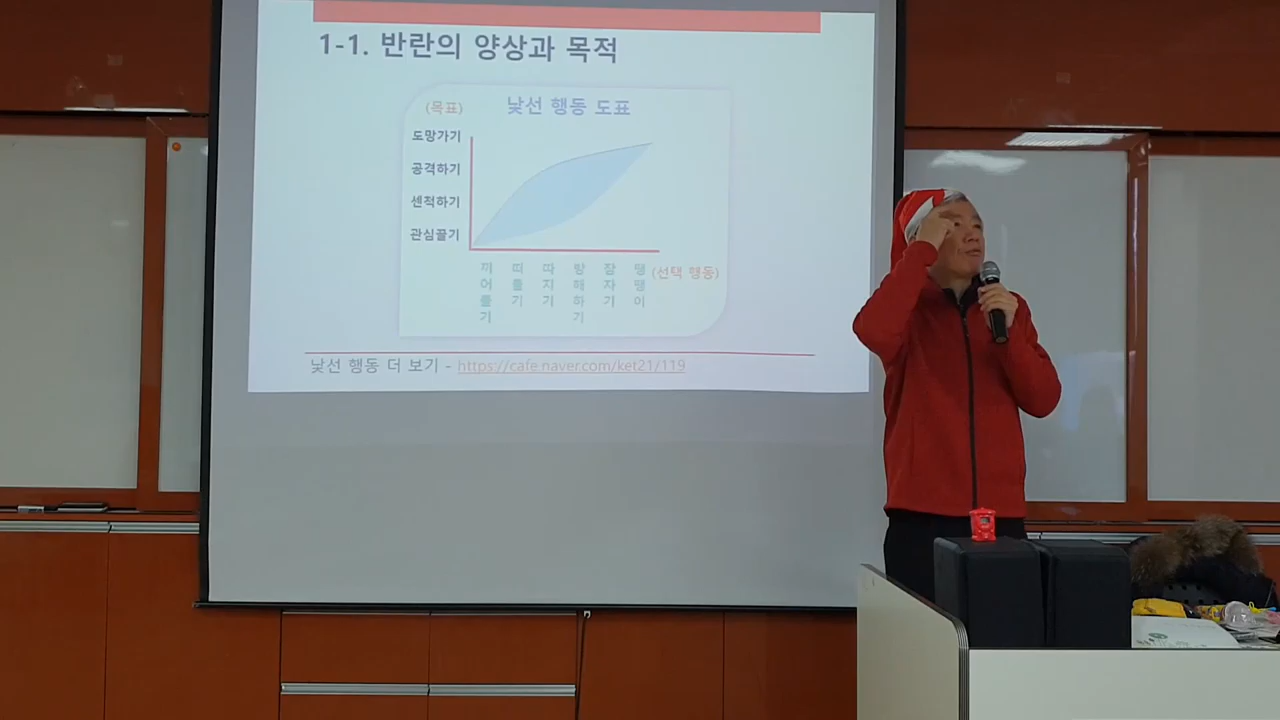 1-1. 반란의 양상과 목적
낯선 행동 도표
(목표)
도망가기
공격하기
센척하기
관심끌기
끼어들기
떠들기
따지기
방해하기
잠자기
땡땡이
(선택 행동)
낯선 행동 더 보기 - https://cafe.naver.com/ket21/119